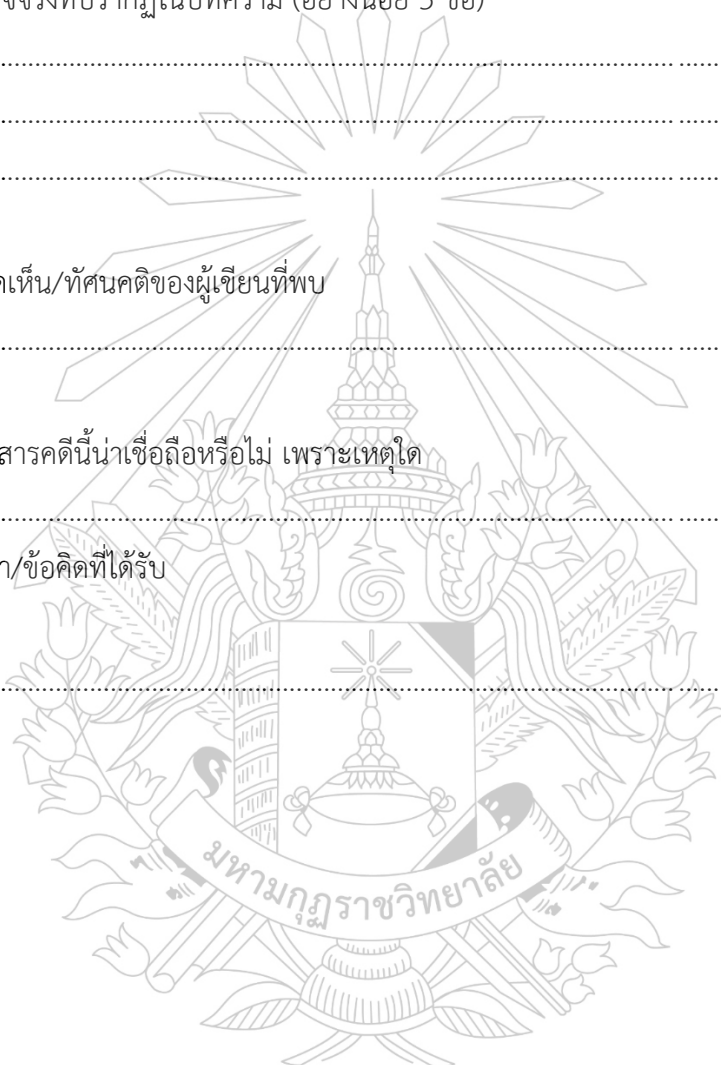 จจริงที่ปรากฏในบทความ (อย่างน้อย 3 ข้อ)
เห็น/ทัศนคติของผู้เขียนที่พบ
สารคดีนี้น่าเชื่อถือหรือไม่ เพราะเหตุใด
/ข้อคิดที่ได้รับ
มหามกุฏราชวิทยาลัย